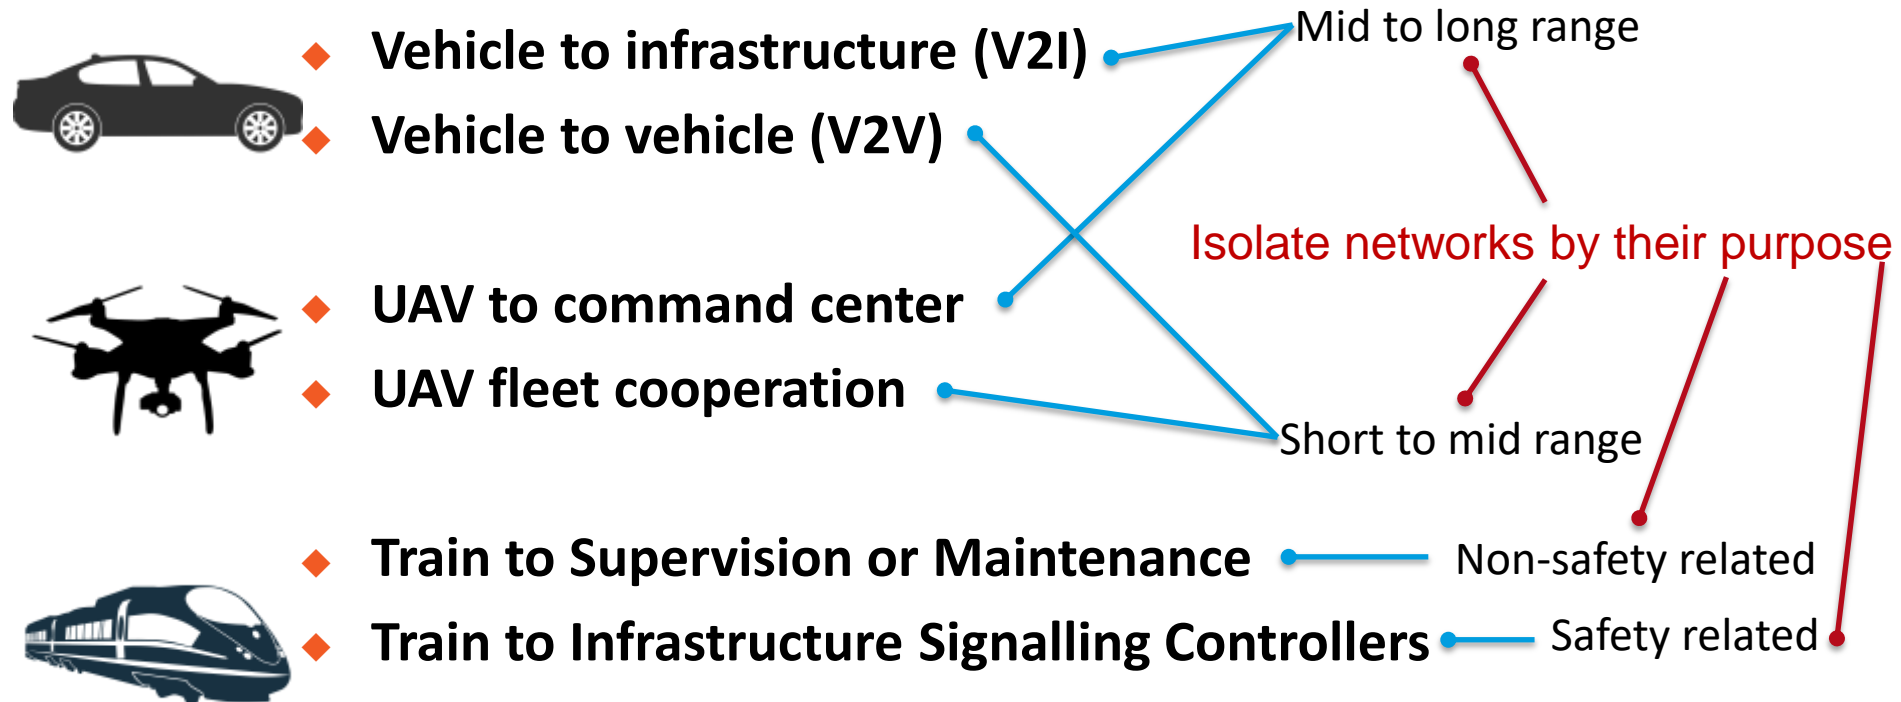 Vehicle to infrastructure (V2I)
Mid to long range
Vehicle to vehicle (V2V)
Isolate networks by their purpose
UAV to command center
UAV fleet cooperation
Short to mid range
Train to Supervision or Maintenance
Non-safety related
Train to Infrastructure Signalling Controllers
Safety related